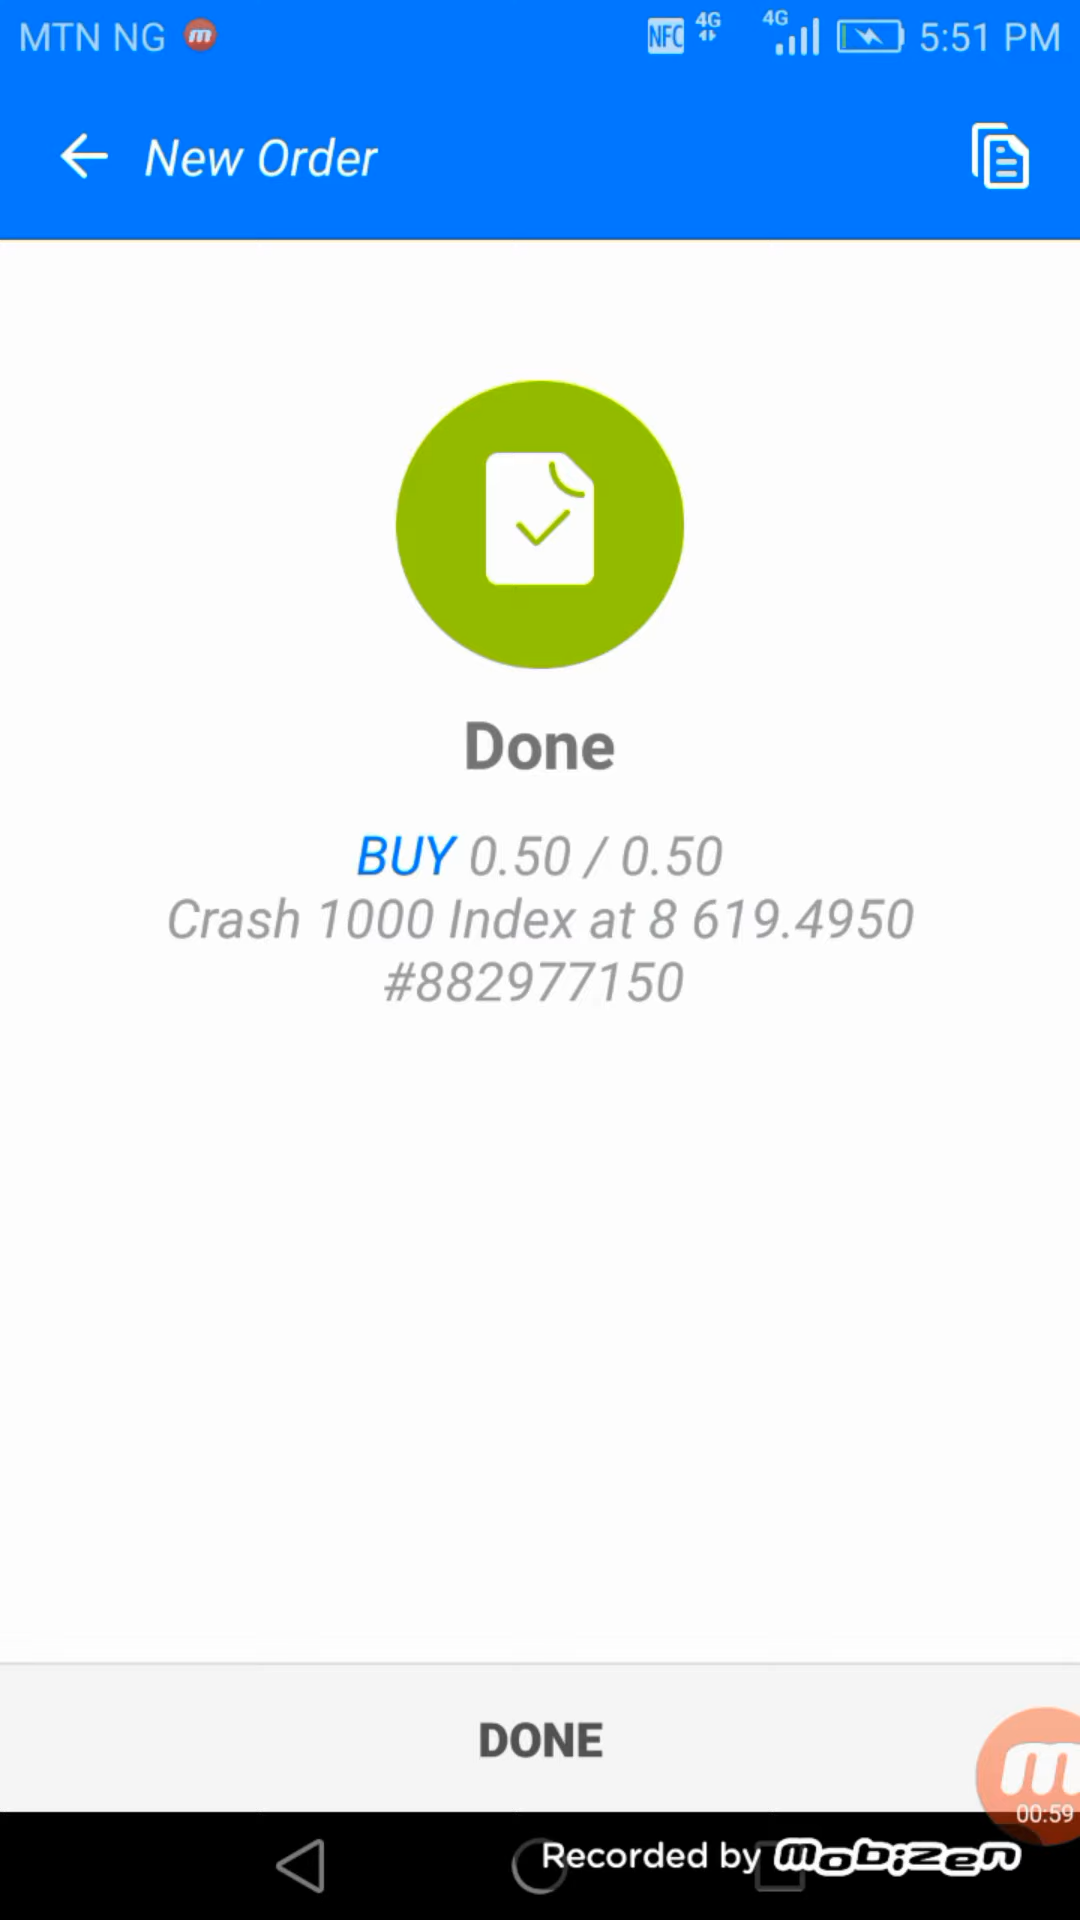 MTN NG m NFC 4G 4G 5:51 PM
New Order
Done
BUY 0.50 / 0.50
Crash 1000 Index at 8 619.4950
#882977150
DONE
m
00:59
Recorded by mobizen